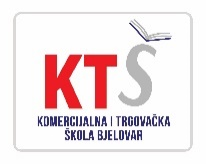 KTŠ
KOMERCIJALNA I TRGOVAČKA
ŠKOLA BJELOVAR